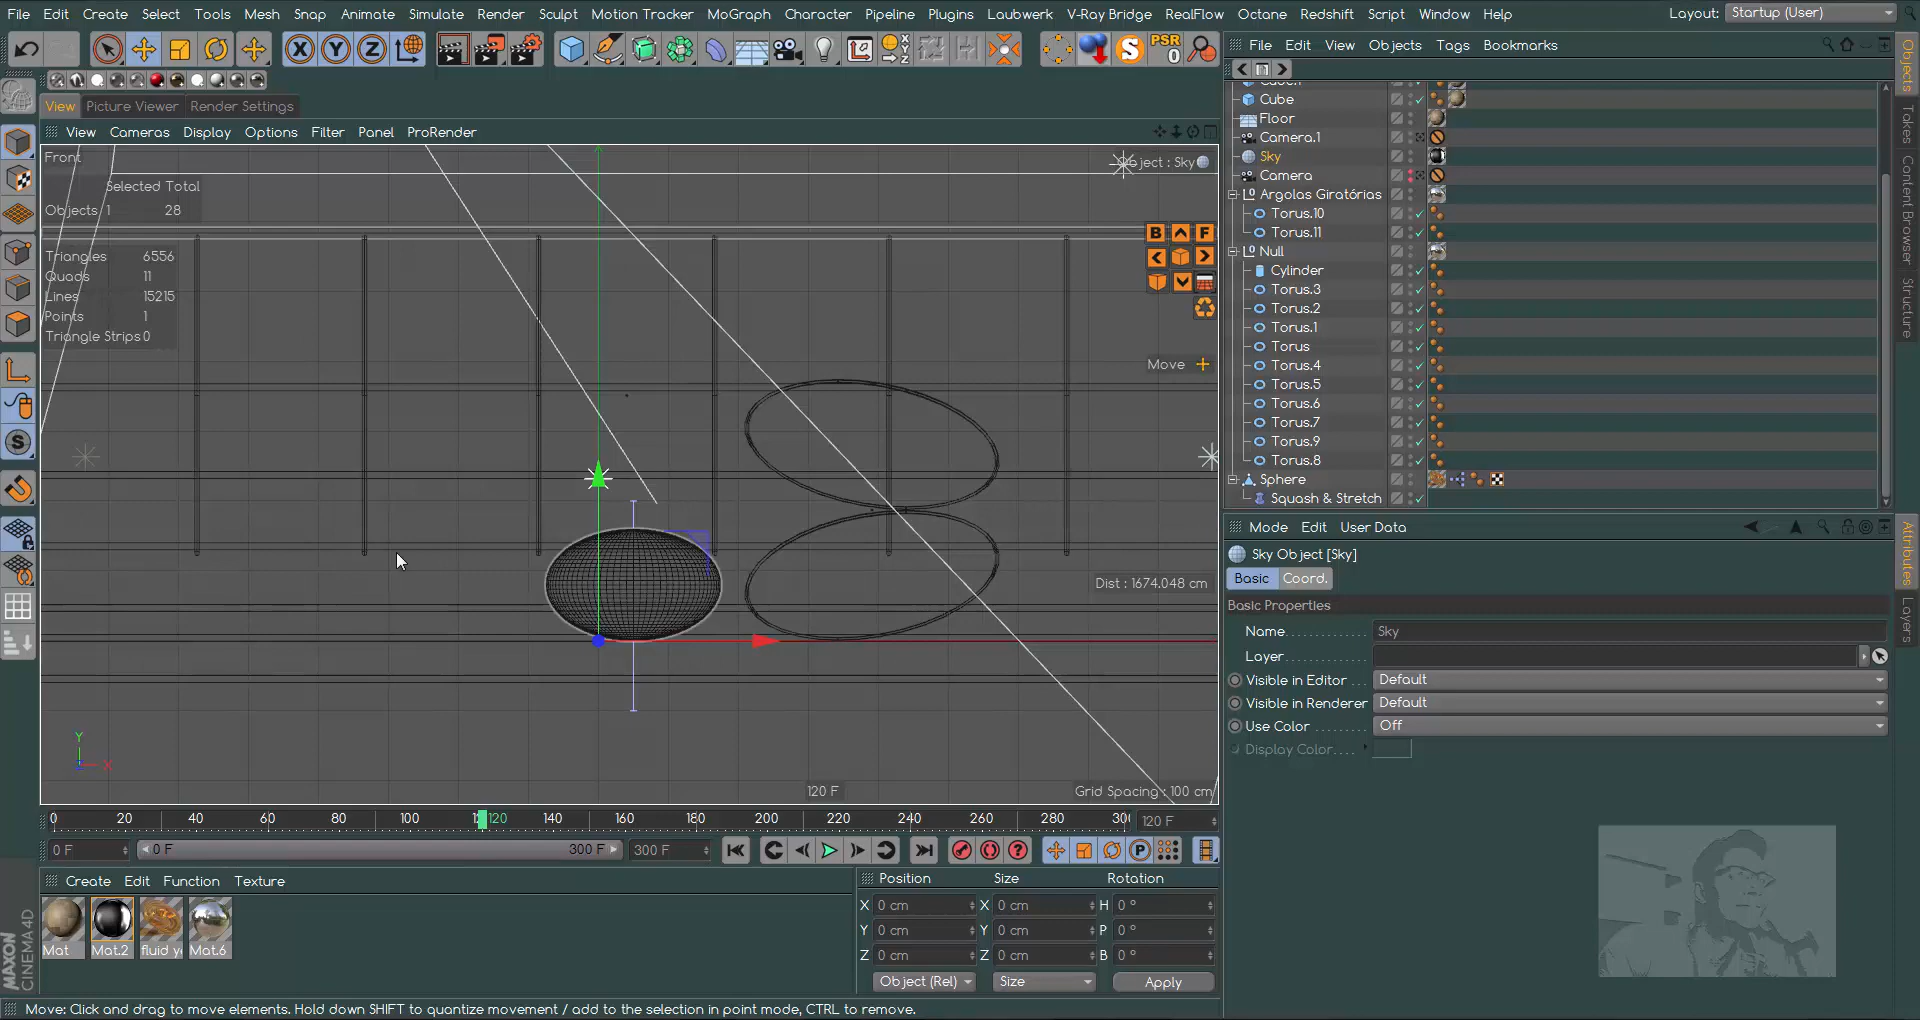 File Edit Create Select Tools Mesh Snap Animate Simulate Render Sculpt Motion Tracker MoGraph Character Pipeline Plugins Laubwerk V-Ray Bridge RealFlow Octane Redshift Script Window Help Layout: Startup (User)
X Y Z S PSR 0
File Edit View Objects Tags Bookmarks
View Picture Viewer Render Settings
View Cameras Display Options Filter Panel ProRender
Front
Selected Total
Objects 1 28
Triangles 6556
Quads 11
Lines 15215
Points 1
Triangle Strips 0
B F
Move
Dist : 1674.048 cm
Y
X
120 F
Grid Spacing : 100 cm
Cube
Floor
Camera.1
Sky
Camera
Argolas Giratórias
Torus.10
Torus.11
Null
Cylinder
Torus.3
Torus.2
Torus.1
Torus
Torus.4
Torus.5
Torus.6
Torus.7
Torus.9
Torus.8
Sphere
Squash & Stretch
Objects
Takes
Content Browser
Structure
Mode Edit User Data
Sky Object [Sky]
Basic Coord.
Basic Properties
Name Sky
Layer
Visible in Editor Default
Visible in Renderer Default
Use Color Off
Display Color
Attributes
Layers
0 20 40 60 80 100 120 140 160 180 200 220 240 260 280 120 F
0 F 0 F 300 F 300 F
Create Edit Function Texture
Mat Mat.2 Mat.6
Position Size Rotation
X 0 cm X 0 cm H 0 °
Y 0 cm Y 0 cm P 0 °
Z 0 cm Z 0 cm B 0 °
Object (Rel) Size Apply
MAXON
CINEMA 4D
Move: Click and drag to move elements. Hold down SHIFT to quantize movement / add to the selection in point mode, CTRL to remove.